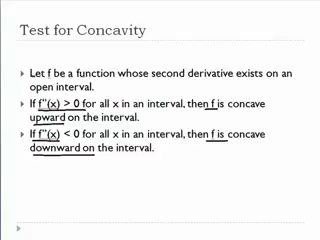 Test for Concavity
Let f be a function whose second derivative exists on an
open interval.
If f"(x) > 0 for all x in an interval, then f is concave
upward on the interval.
If f"(x) < 0 for all x in an interval, then f is concave
downward on the interval.